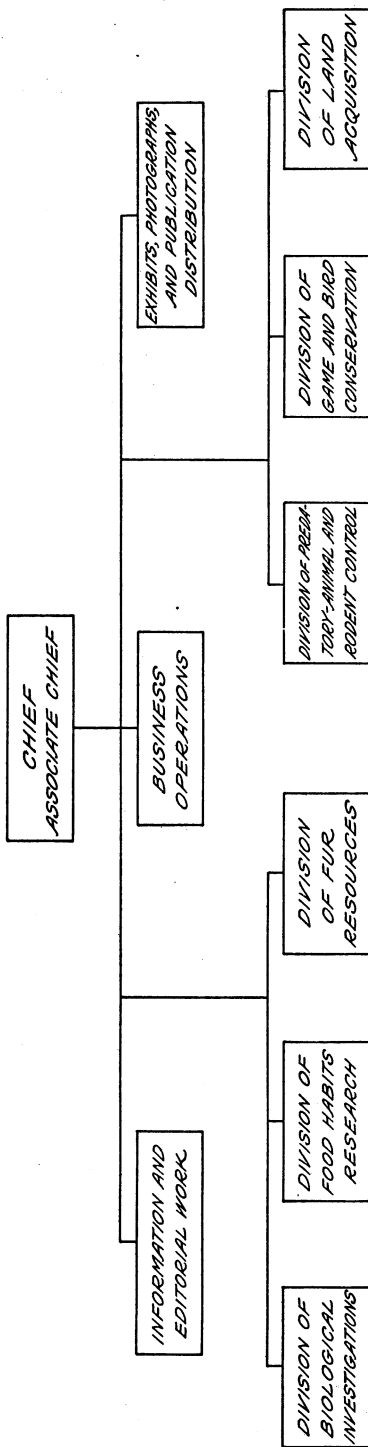 CHIEF
ASSOCIATE CHIEF
INFORMATION AND
EDITORIAL WORK
BUSINESS
OPERATIONS
EXHIBITS, PHOTOGRAPHS,
AND PUBLICATION
DISTRIBUTION
DIVISION OF
BIOLOGICAL
INVESTIGATIONS
DIVISION OF
FOOD HABITS
RESEARCH
DIVISION
OF FUR
RESOURCES
DIVISION OF PREDA-
TORY-ANIMAL AND
RODENT CONTROL
DIVISION OF
GAME AND BIRD
CONSERVATION
DIVISION
OF LAND
ACQUISITION